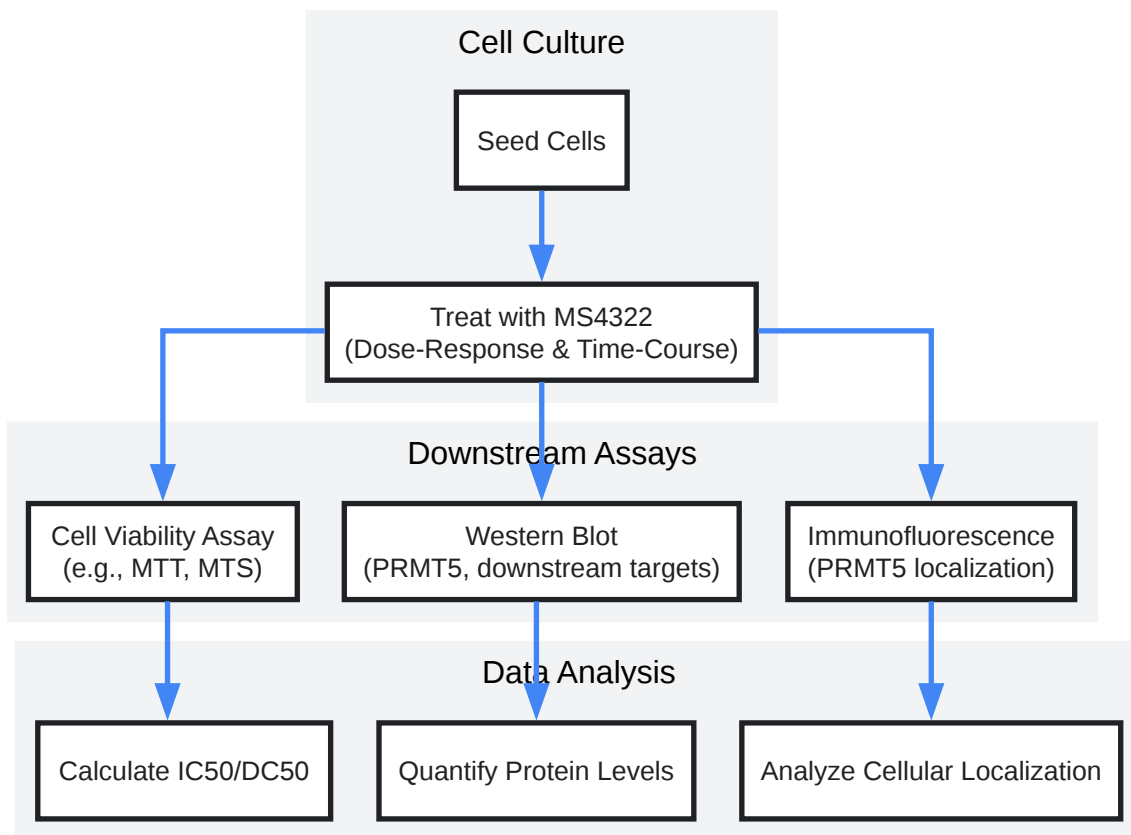 Cell Culture
Seed Cells
Treat with MS4322
(Dose-Response & Time-Course)
Downstream Assays
Cell Viability Assay
(e.g., MTT, MTS)
Western Blot
(PRMT5, downstream targets)
Immunofluorescence
(PRMT5 localization)
Data Analysis
Calculate IC50/DC50
Quantify Protein Levels
Analyze Cellular Localization